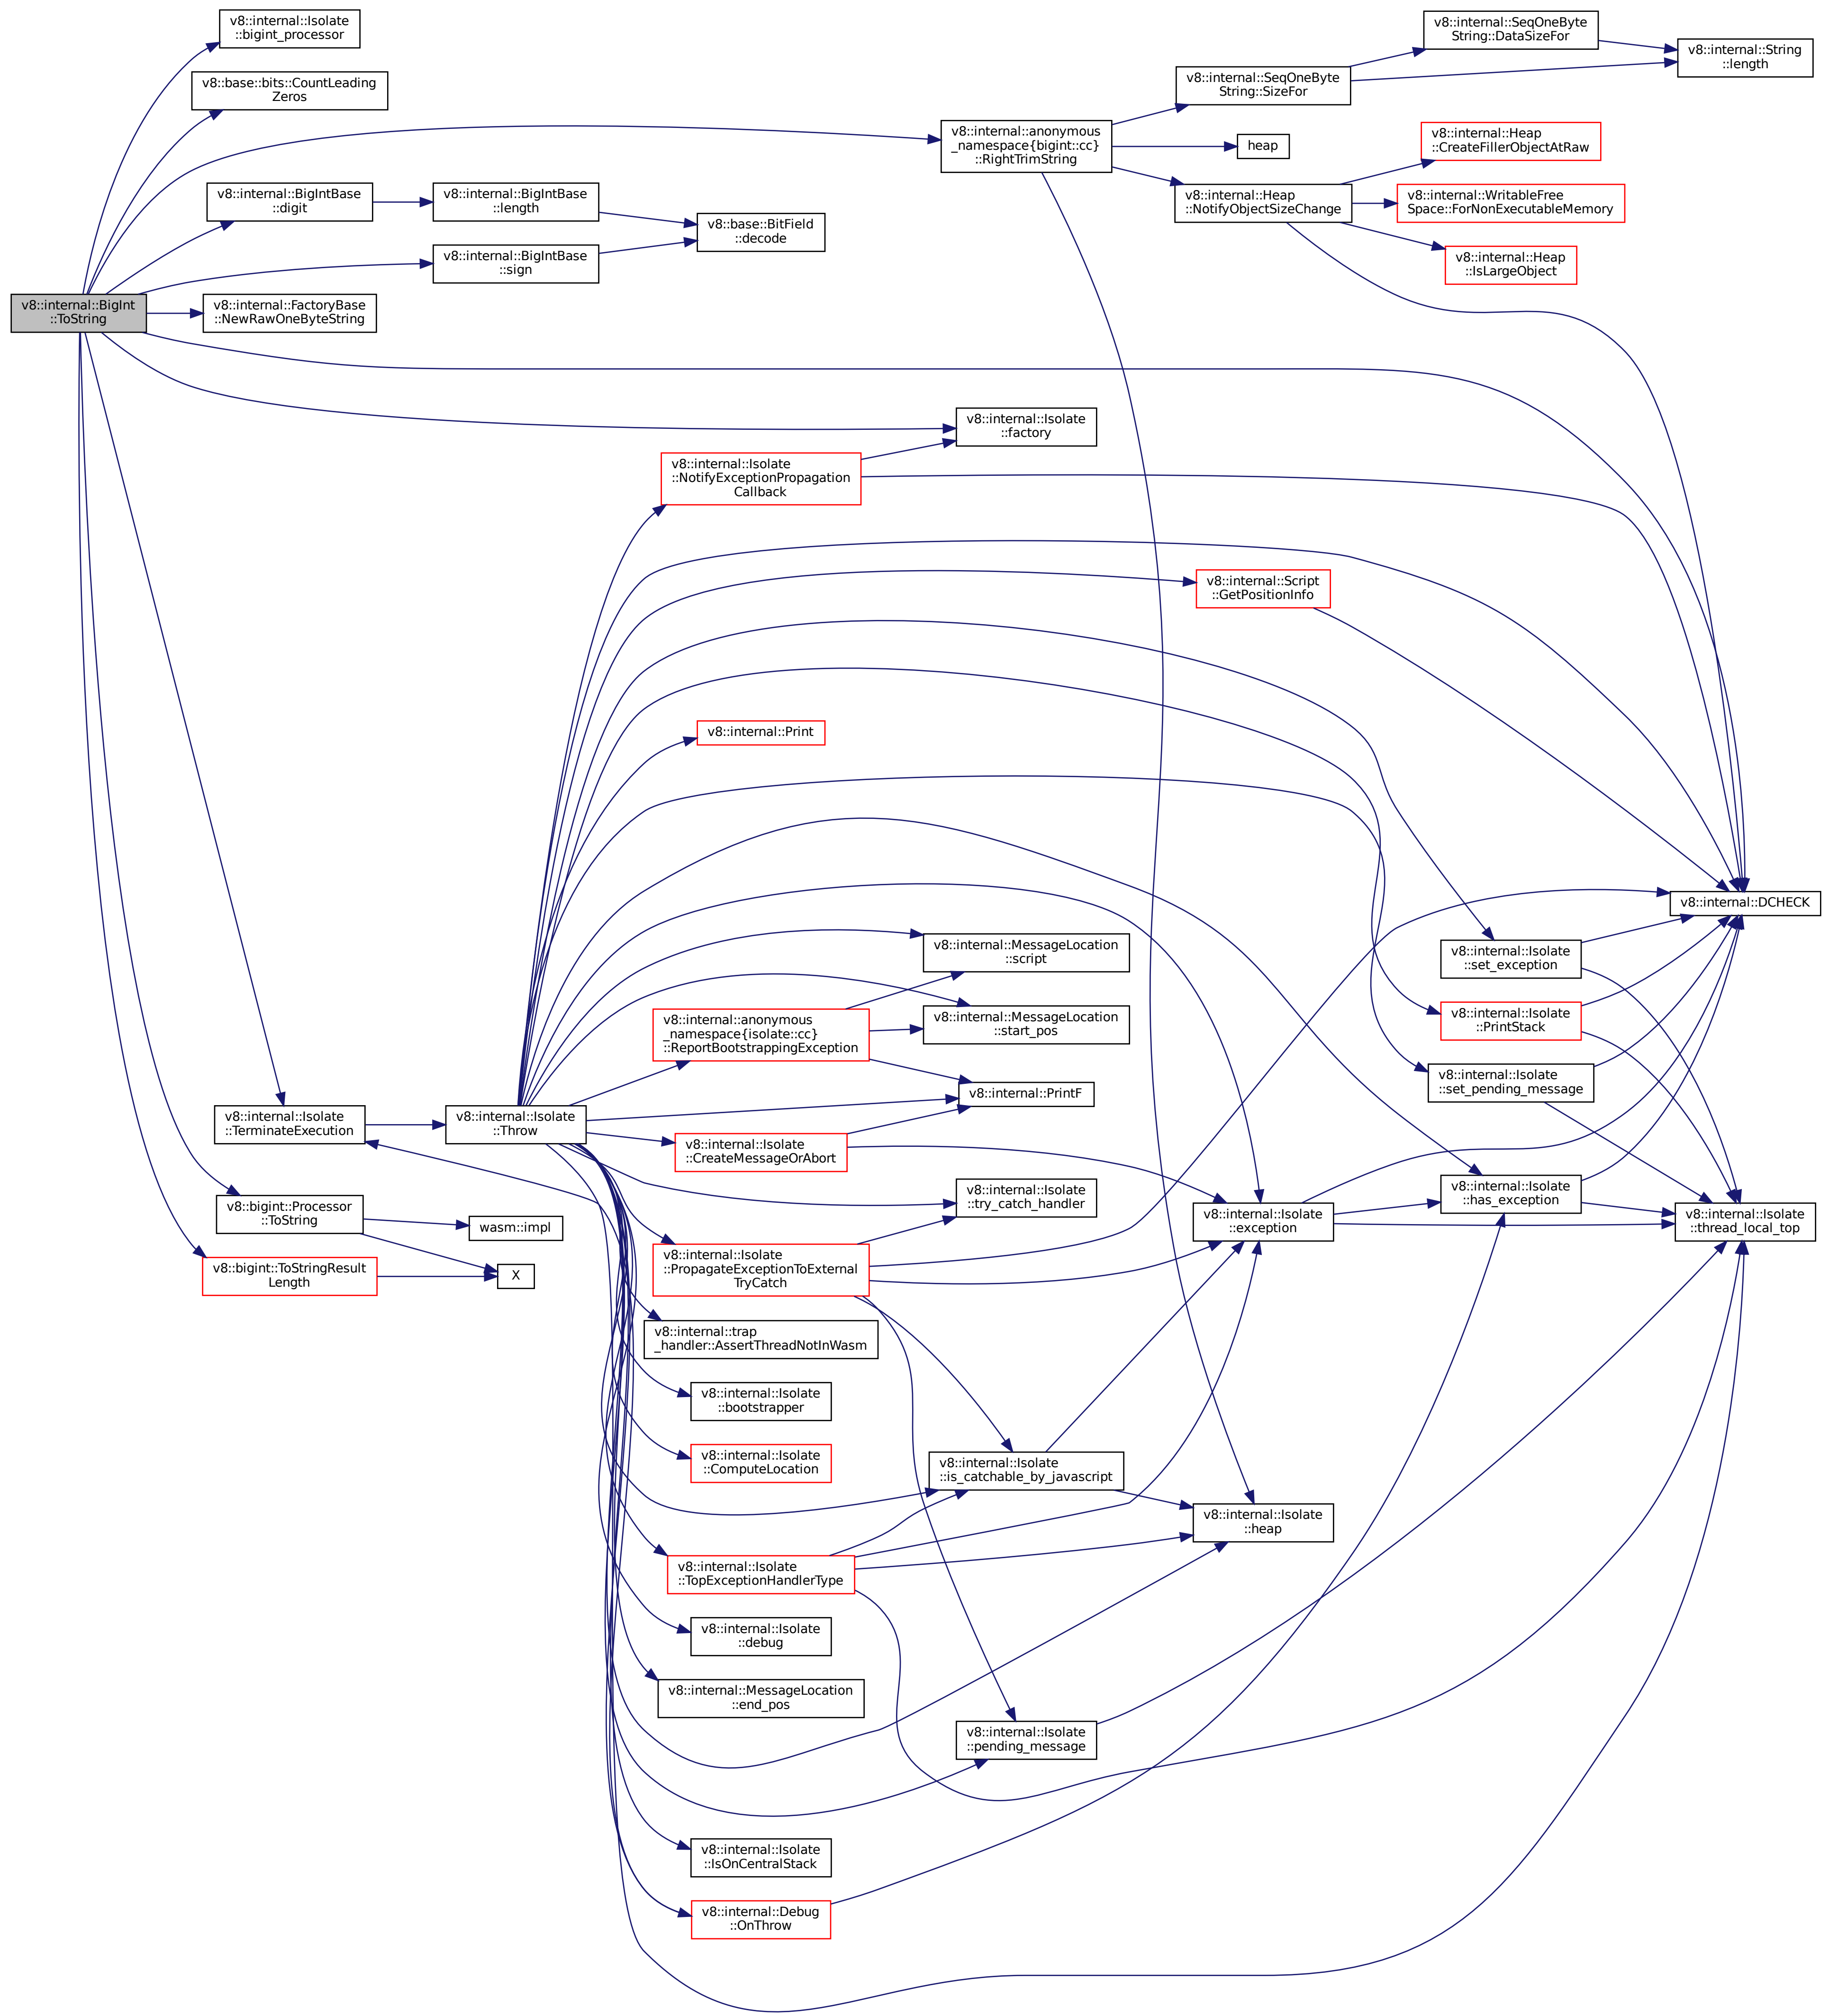 v8::internal::Isolate
::bigint_processor
v8::base::bits::CountLeading
Zeros
v8::internal::BigIntBase
::digit
v8::internal::BigIntBase
::length
v8::internal::BigIntBase
::sign
v8::base::BitField
::decode
v8::internal::BigInt
::ToString
v8::internal::FactoryBase
::NewRawOneByteString
v8::internal::anonymous
_namespace{bigint::cc}
::RightTrimString
v8::internal::SeqOneByte
String::SizeFor
v8::internal::SeqOneByte
String::DataSizeFor
v8::internal::String
::length
heap
v8::internal::Heap
::NotifyObjectSizeChange
v8::internal::Heap
::CreateFillerObjectAtRaw
v8::internal::WritableFree
Space::ForNonExecutableMemory
v8::internal::Heap
::IsLargeObject
v8::internal::Isolate
::factory
v8::internal::Isolate
::NotifyExceptionPropagation
Callback
v8::internal::Script
::GetPositionInfo
v8::internal::Print
v8::internal::DCHECK
v8::internal::MessageLocation
::script
v8::internal::Isolate
::set_exception
v8::internal::anonymous
_namespace{isolate::cc}
::ReportBootstrappingException
v8::internal::MessageLocation
::start_pos
v8::internal::Isolate
::PrintStack
v8::internal::PrintF
v8::internal::Isolate
::set_pending_message
v8::internal::Isolate
::TerminateExecution
v8::internal::Isolate
::Throw
v8::internal::Isolate
::CreateMessageOrAbort
v8::internal::Isolate
::try_catch_handler
v8::internal::Isolate
::has_exception
v8::bigint::Processor
::ToString
wasm::impl
v8::internal::Isolate
::exception
v8::internal::Isolate
::thread_local_top
v8::bigint::ToStringResult
Length
X
v8::internal::Isolate
::PropagateExceptionToExternal
TryCatch
v8::internal::trap
_handler::AssertThreadNotInWasm
v8::internal::Isolate
::bootstrapper
v8::internal::Isolate
::ComputeLocation
v8::internal::Isolate
::is_catchable_by_javascript
v8::internal::Isolate
::heap
v8::internal::Isolate
::TopExceptionHandlerType
v8::internal::Isolate
::debug
v8::internal::MessageLocation
::end_pos
v8::internal::Isolate
::pending_message
v8::internal::Isolate
::IsOnCentralStack
v8::internal::Debug
::OnThrow